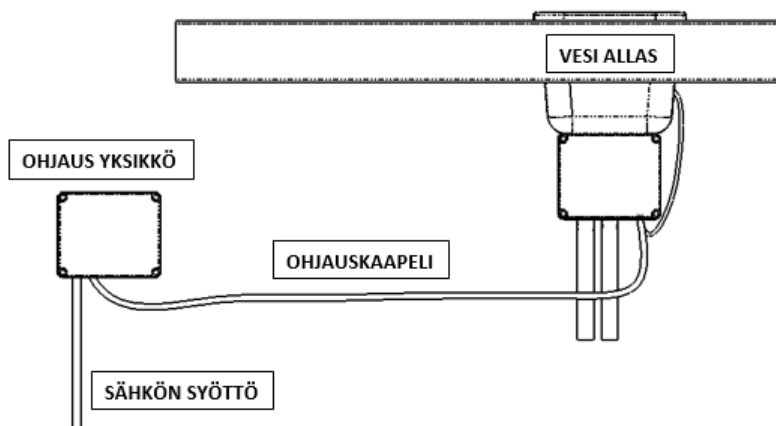 VESI ALLAS
OHJAUS YKSIKKÖ
OHJAUSKAAPELI
SÄHKÖN SYÖTTÖ